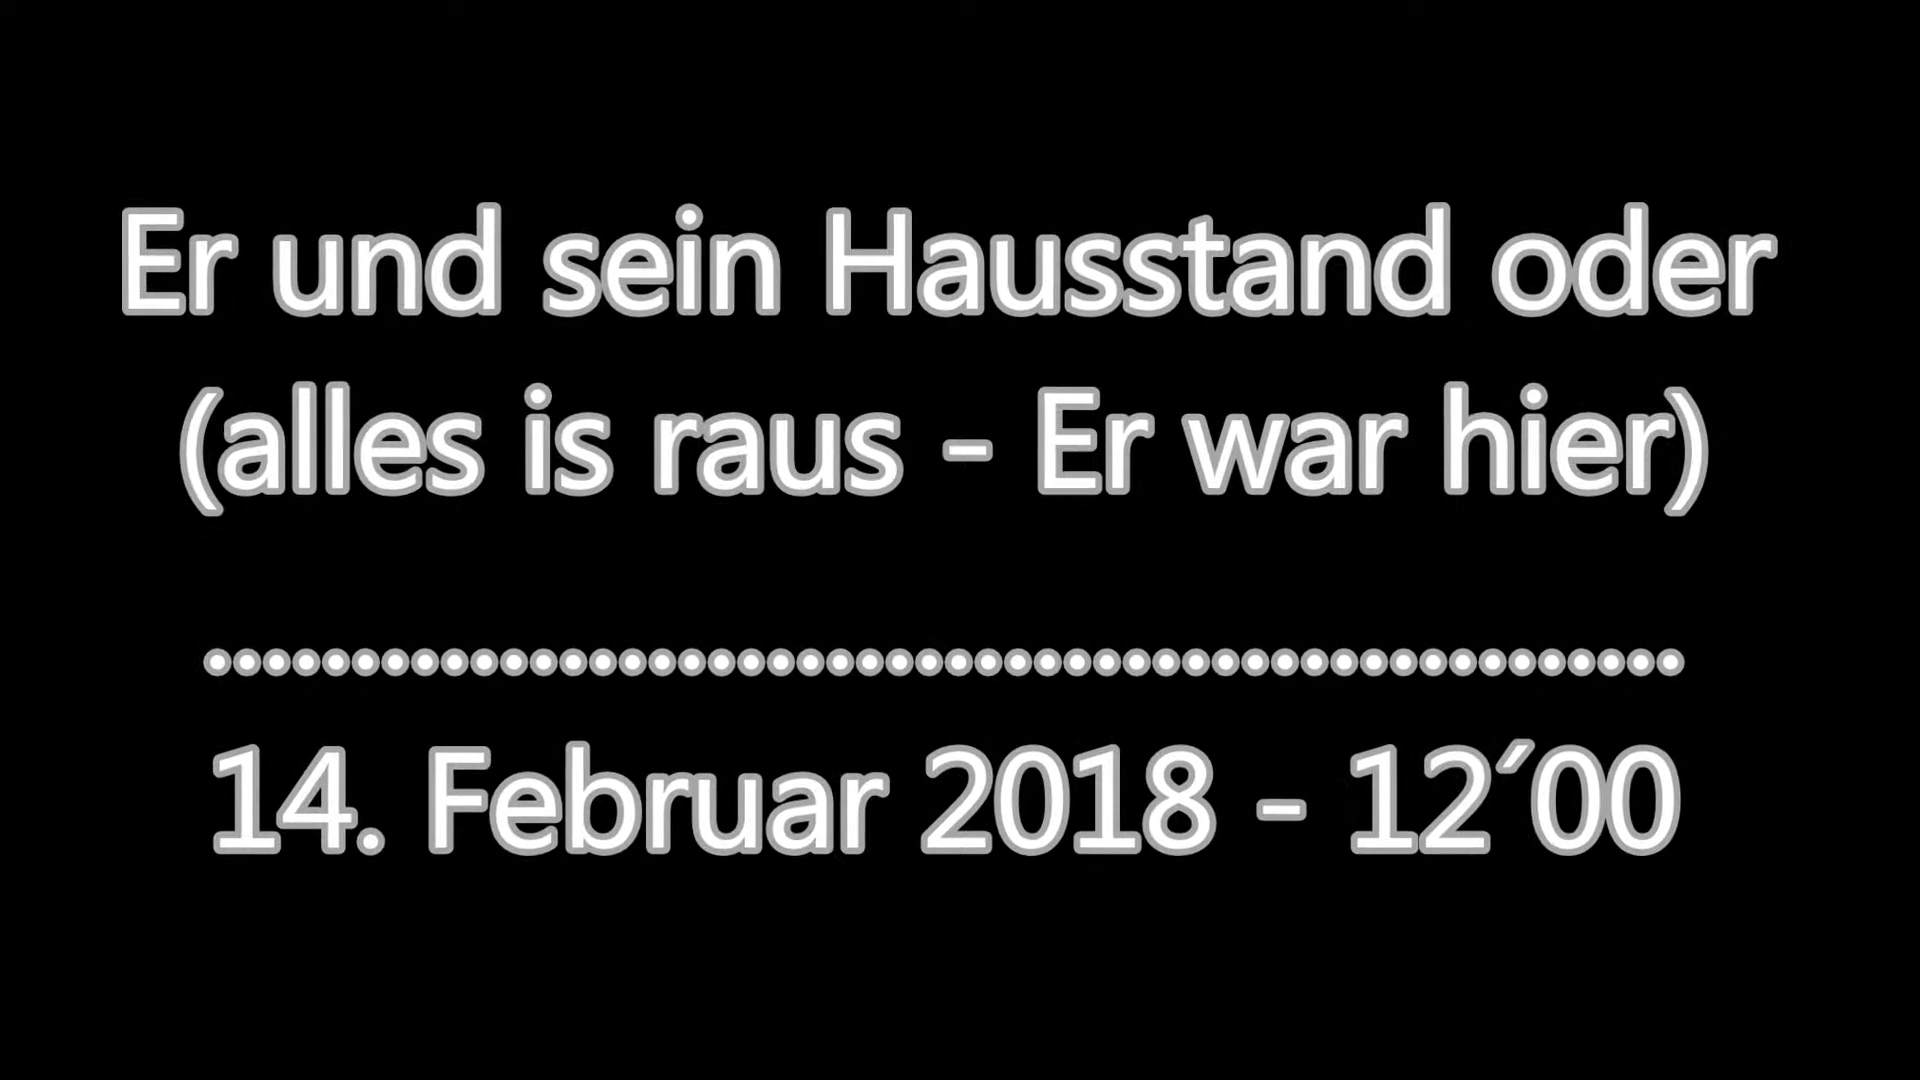 Er und sein Hausstand oder
(alles is raus - Er war hier)
..................................................
14. Februar 2018 - 12´00